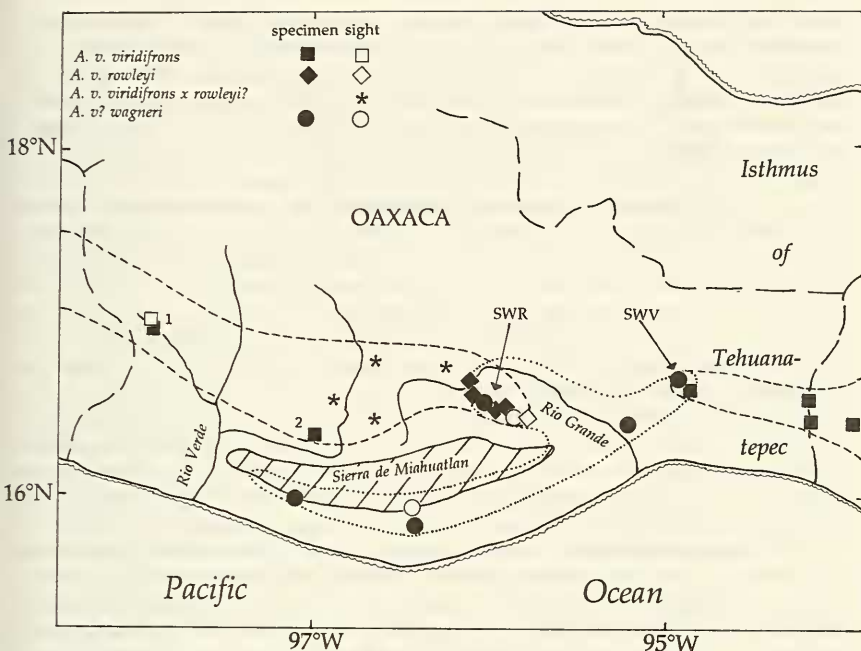 specimen sight
A. v. viridifrons
A. v. rowleyi
A. v. viridifrons x rowleyi?
A. v? wagneri
18°N
Isthmus
OAXACA
of
SWR
SWV
1
Tehuana-
2
Rio Verde
Rio Grande
tepec
Sierra de Miahuatlan
16°N
Pacific
Ocean
97°W
95°W